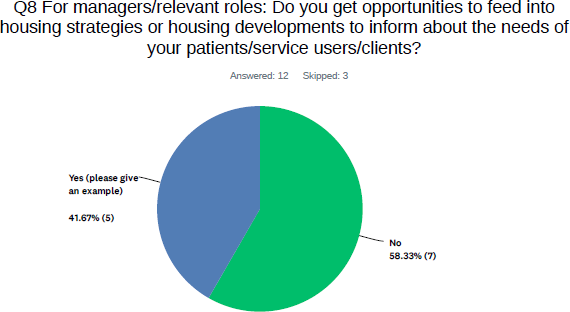 Q8 For managers/relevant roles: Do you get opportunities to feed into
housing strategies or housing developments to inform about the needs of
your patients/service users/clients?
Answered: 12 Skipped: 3
Yes (please give
an example)
41.67% (5)
No
58.33% (7)